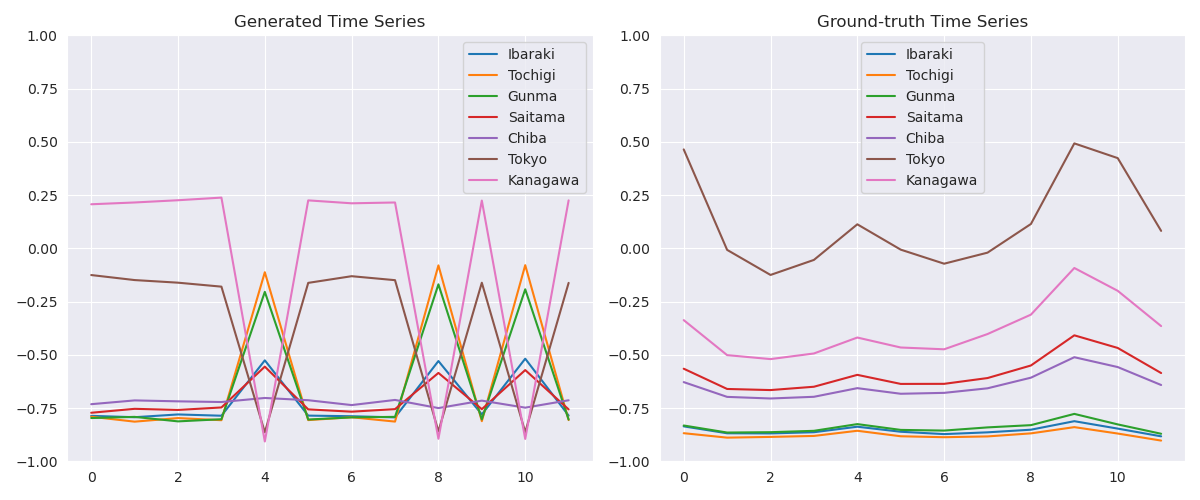 Generated Time Series
1.00
0.75
0.50
0.25
0.00
−0.25
−0.50
−0.75
−1.00
0 2 4 6 8 10
Ibaraki
Tochigi
Gunma
Saitama
Chiba
Tokyo
Kanagawa
Ground-truth Time Series
1.00
0.75
0.50
0.25
0.00
−0.25
−0.50
−0.75
−1.00
0 2 4 6 8 10
Ibaraki
Tochigi
Gunma
Saitama
Chiba
Tokyo
Kanagawa